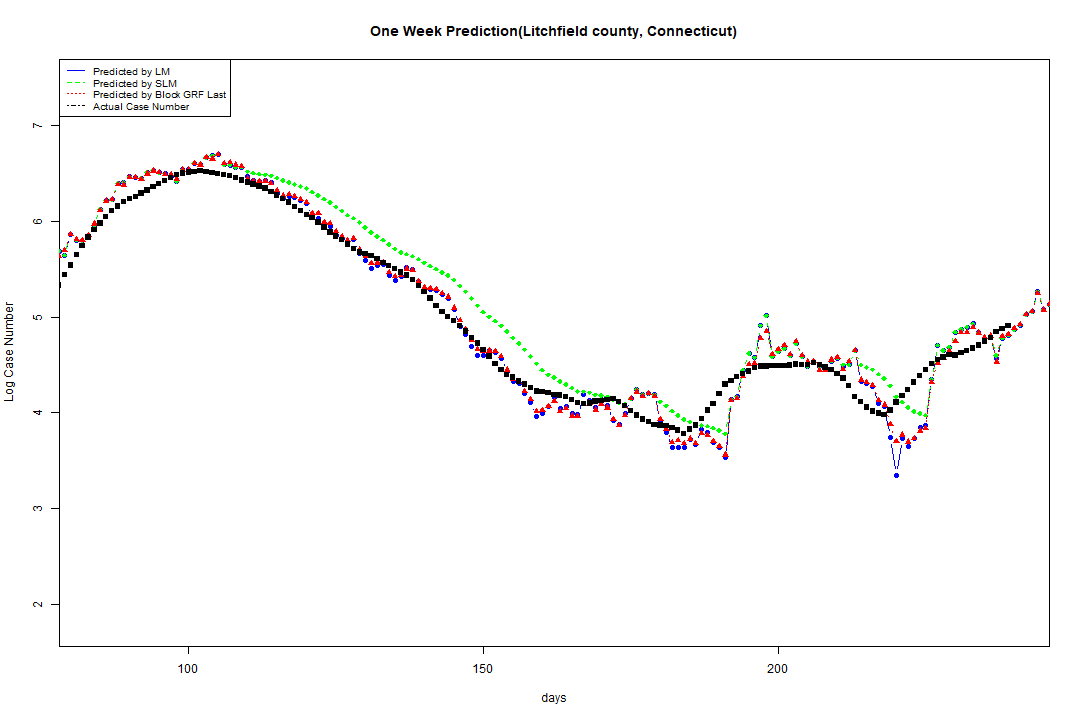 One Week Prediction(Litchfield county, Connecticut)
Predicted by LM
Predicted by SLM
Predicted by Block GRF Last
Actual Case Number
7
6
5
4
3
2
Log Case Number
100 150 200
days